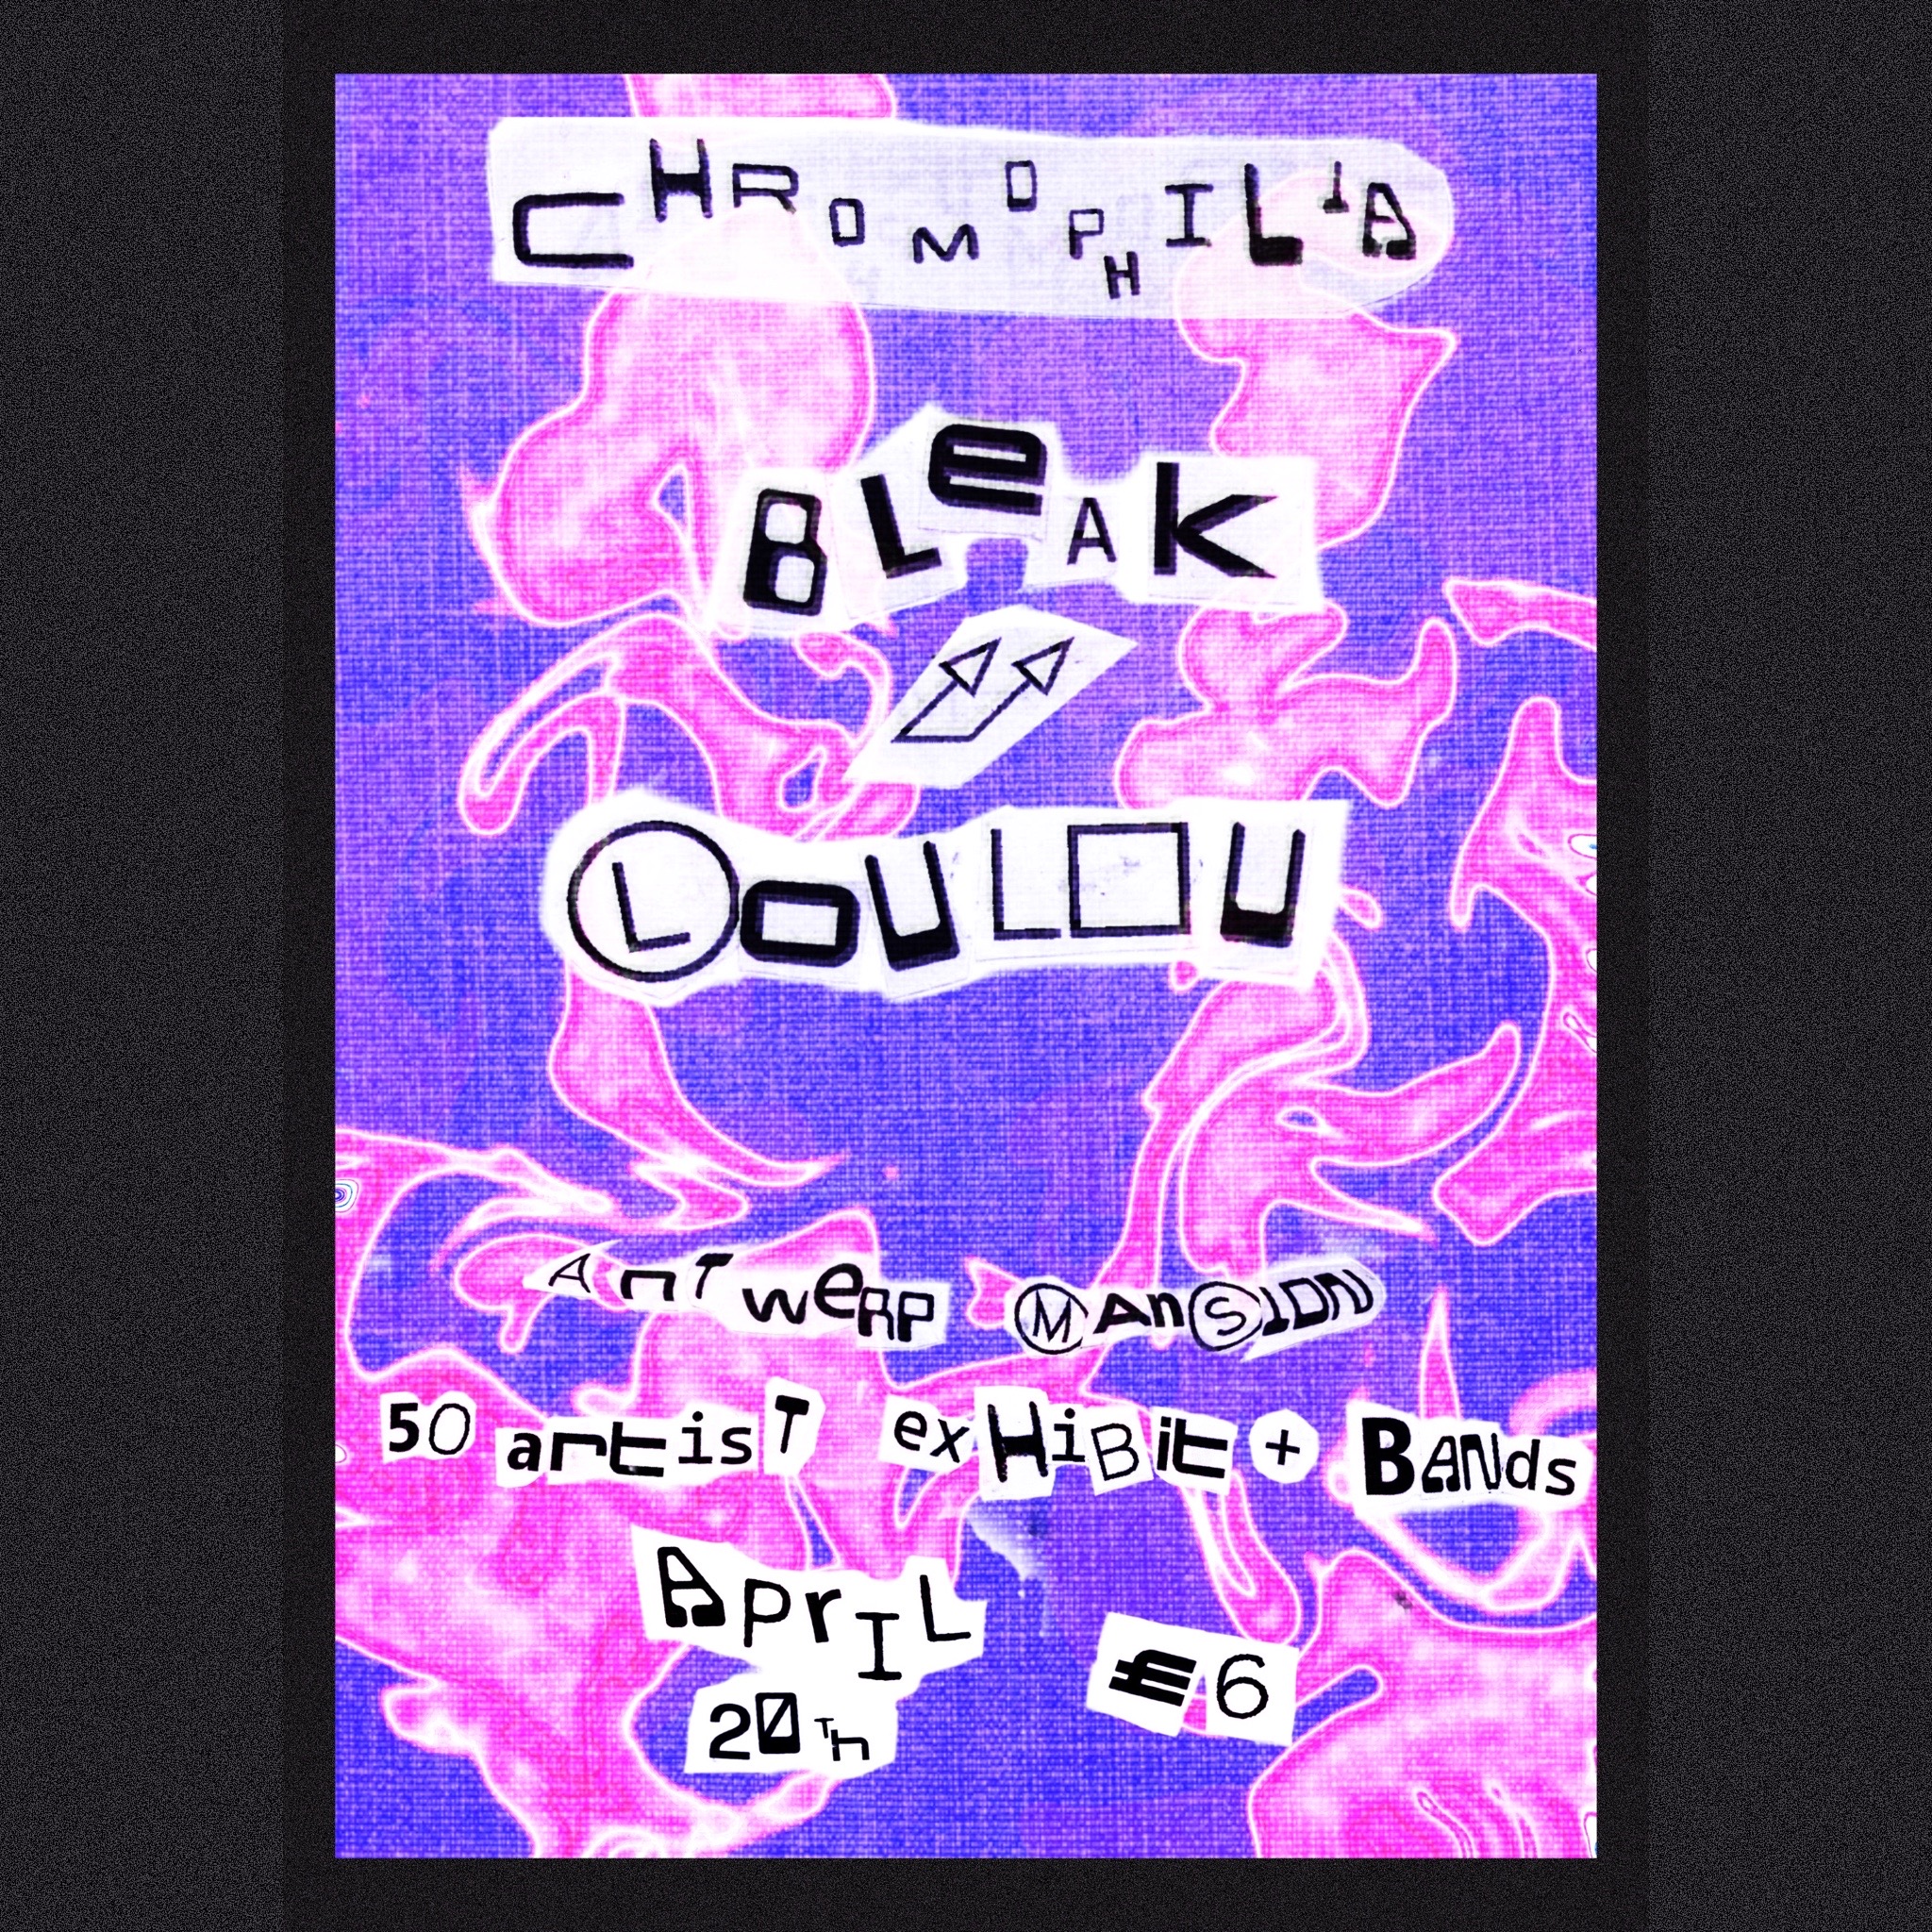 CHROMOPHILIA
BLeAK
LOULOU
AnTweRP MAnSION
50 artisT exHiBit + BANds
AprIL
20Th
£6